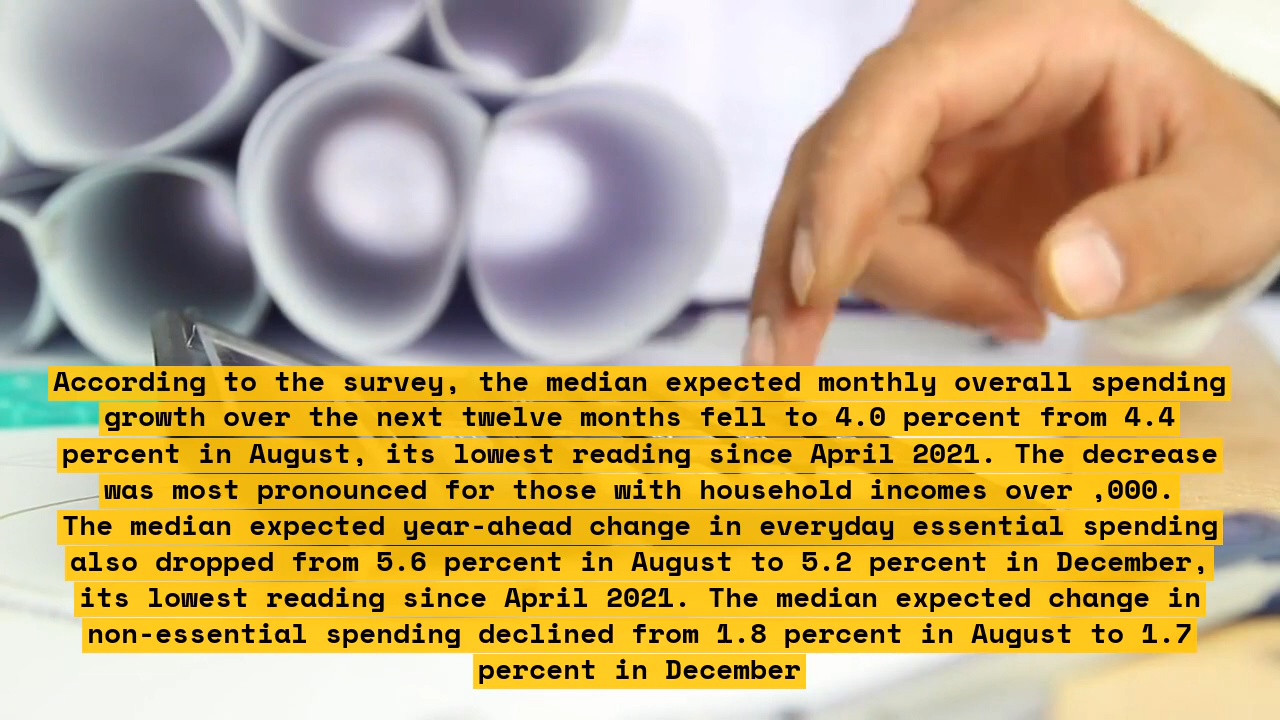 According to the survey, the median expected monthly overall spending
growth over the next twelve months fell to 4.0 percent from 4.4
percent in August, its lowest reading since April 2021. The decrease
was most pronounced for those with household incomes over ,000.
The median expected year-ahead change in everyday essential spending
also dropped from 5.6 percent in August to 5.2 percent in December,
its lowest reading since April 2021. The median expected change in
non-essential spending declined from 1.8 percent in August to 1.7
percent in December